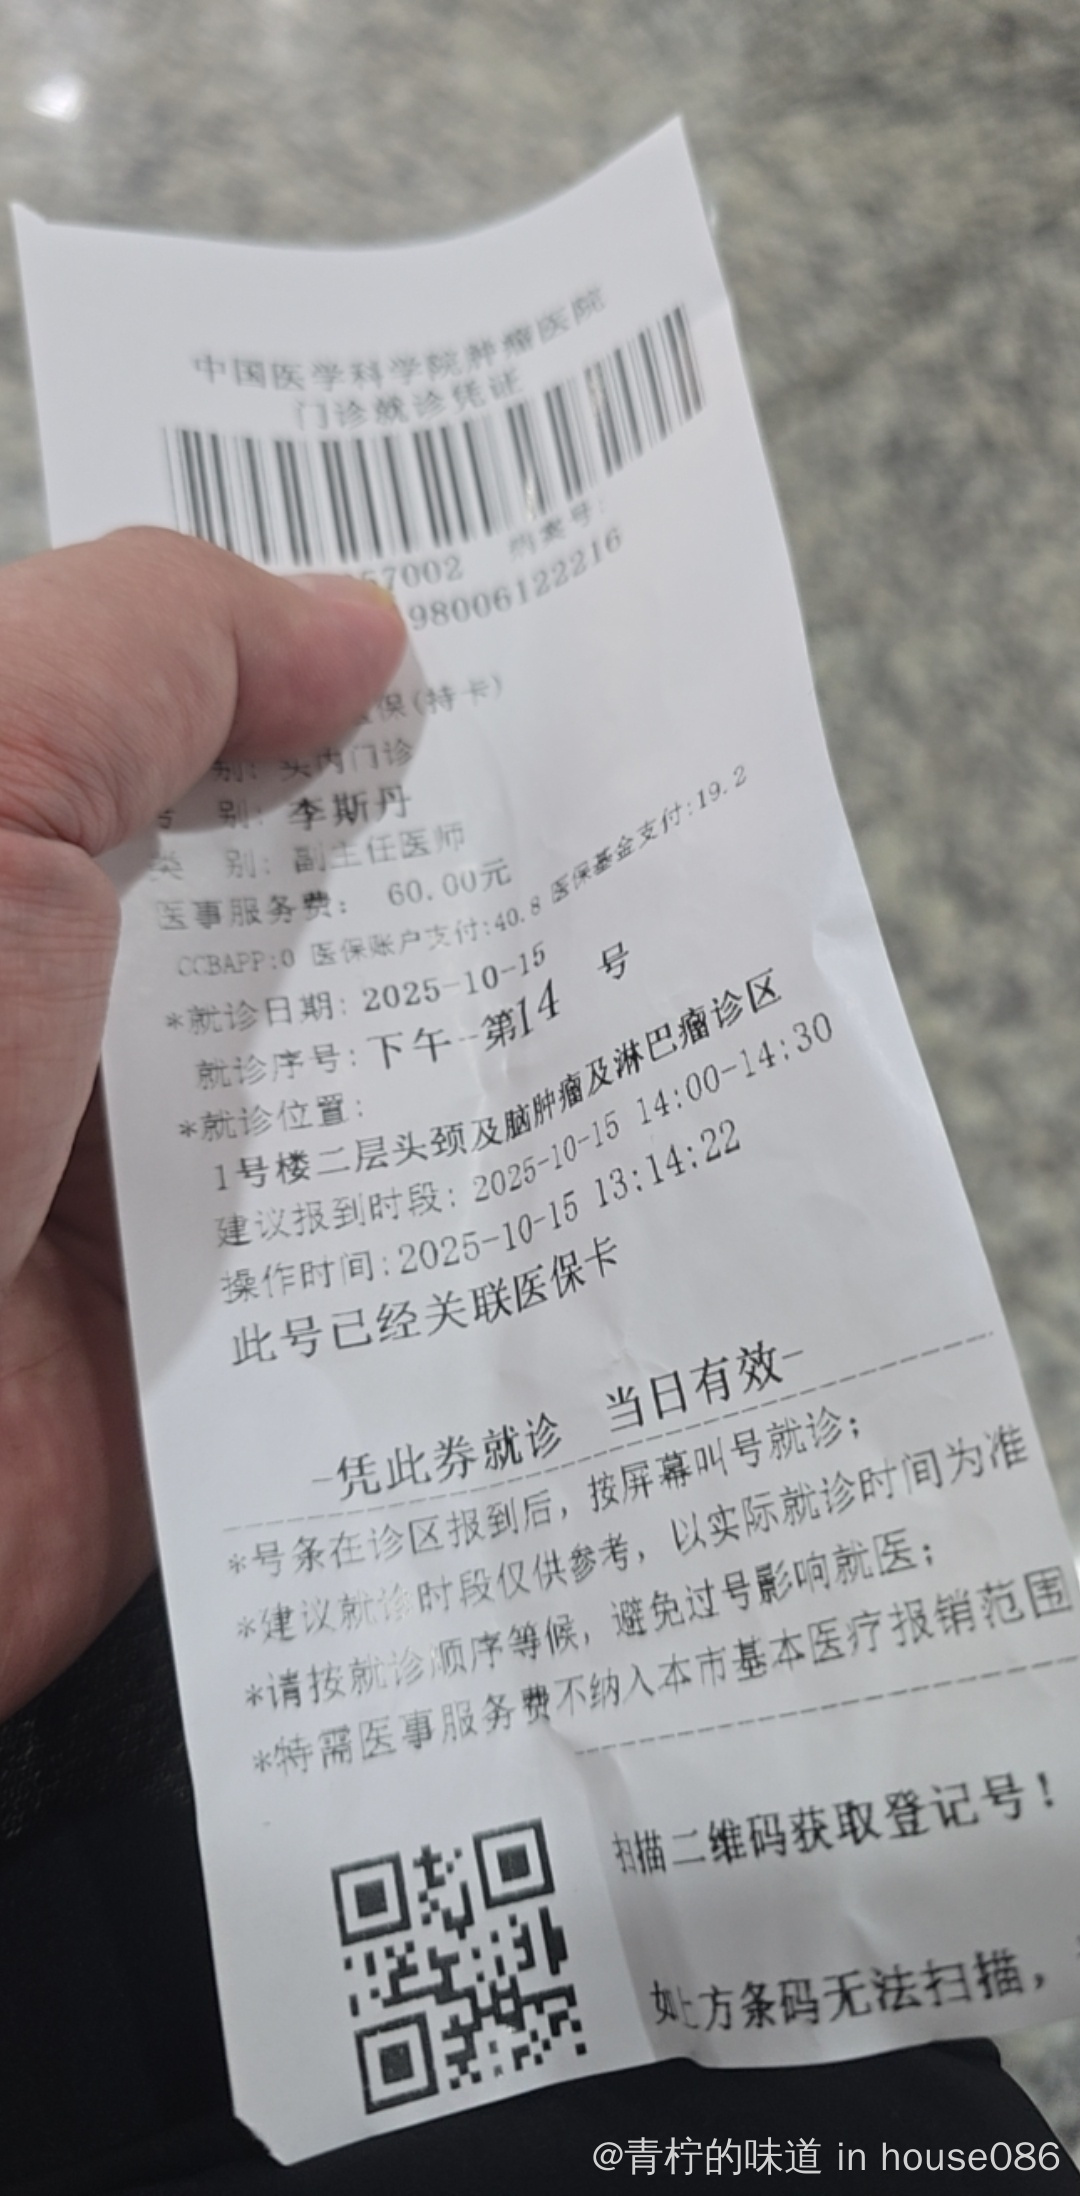 中国医学科学院肿瘤医院
门诊就诊凭证
57002 病案号:
98006122216
保(持卡)
别: 实内门诊
别: 李斯丹
类 别: 副主任医师
医事服务费: 60.00元
CCBAPP:0 医保账户支付:40.8 医保基金支付:19.2
*就诊日期: 2025-10-15
就诊序号: 下午--第14 号
*就诊位置:
1号楼二层头颈及脑肿瘤及淋巴瘤诊区
建议报到时段: 2025-10-15 14:00-14:30
操作时间:2025-10-15 13:14:22
此号已经关联医保卡
-凭此券就诊 当日有效-
*号条在诊区报到后, 按屏幕叫号就诊;
*建议就诊时段仅供参考, 以实际就诊时间为准
*请按就诊顺序等候, 避免过号影响就医;
*特需医事服务费不纳入本市基本医疗报销范围
扫描二维码获取登记号!
处方条码无法扫描,
@青柠的味道 in house086